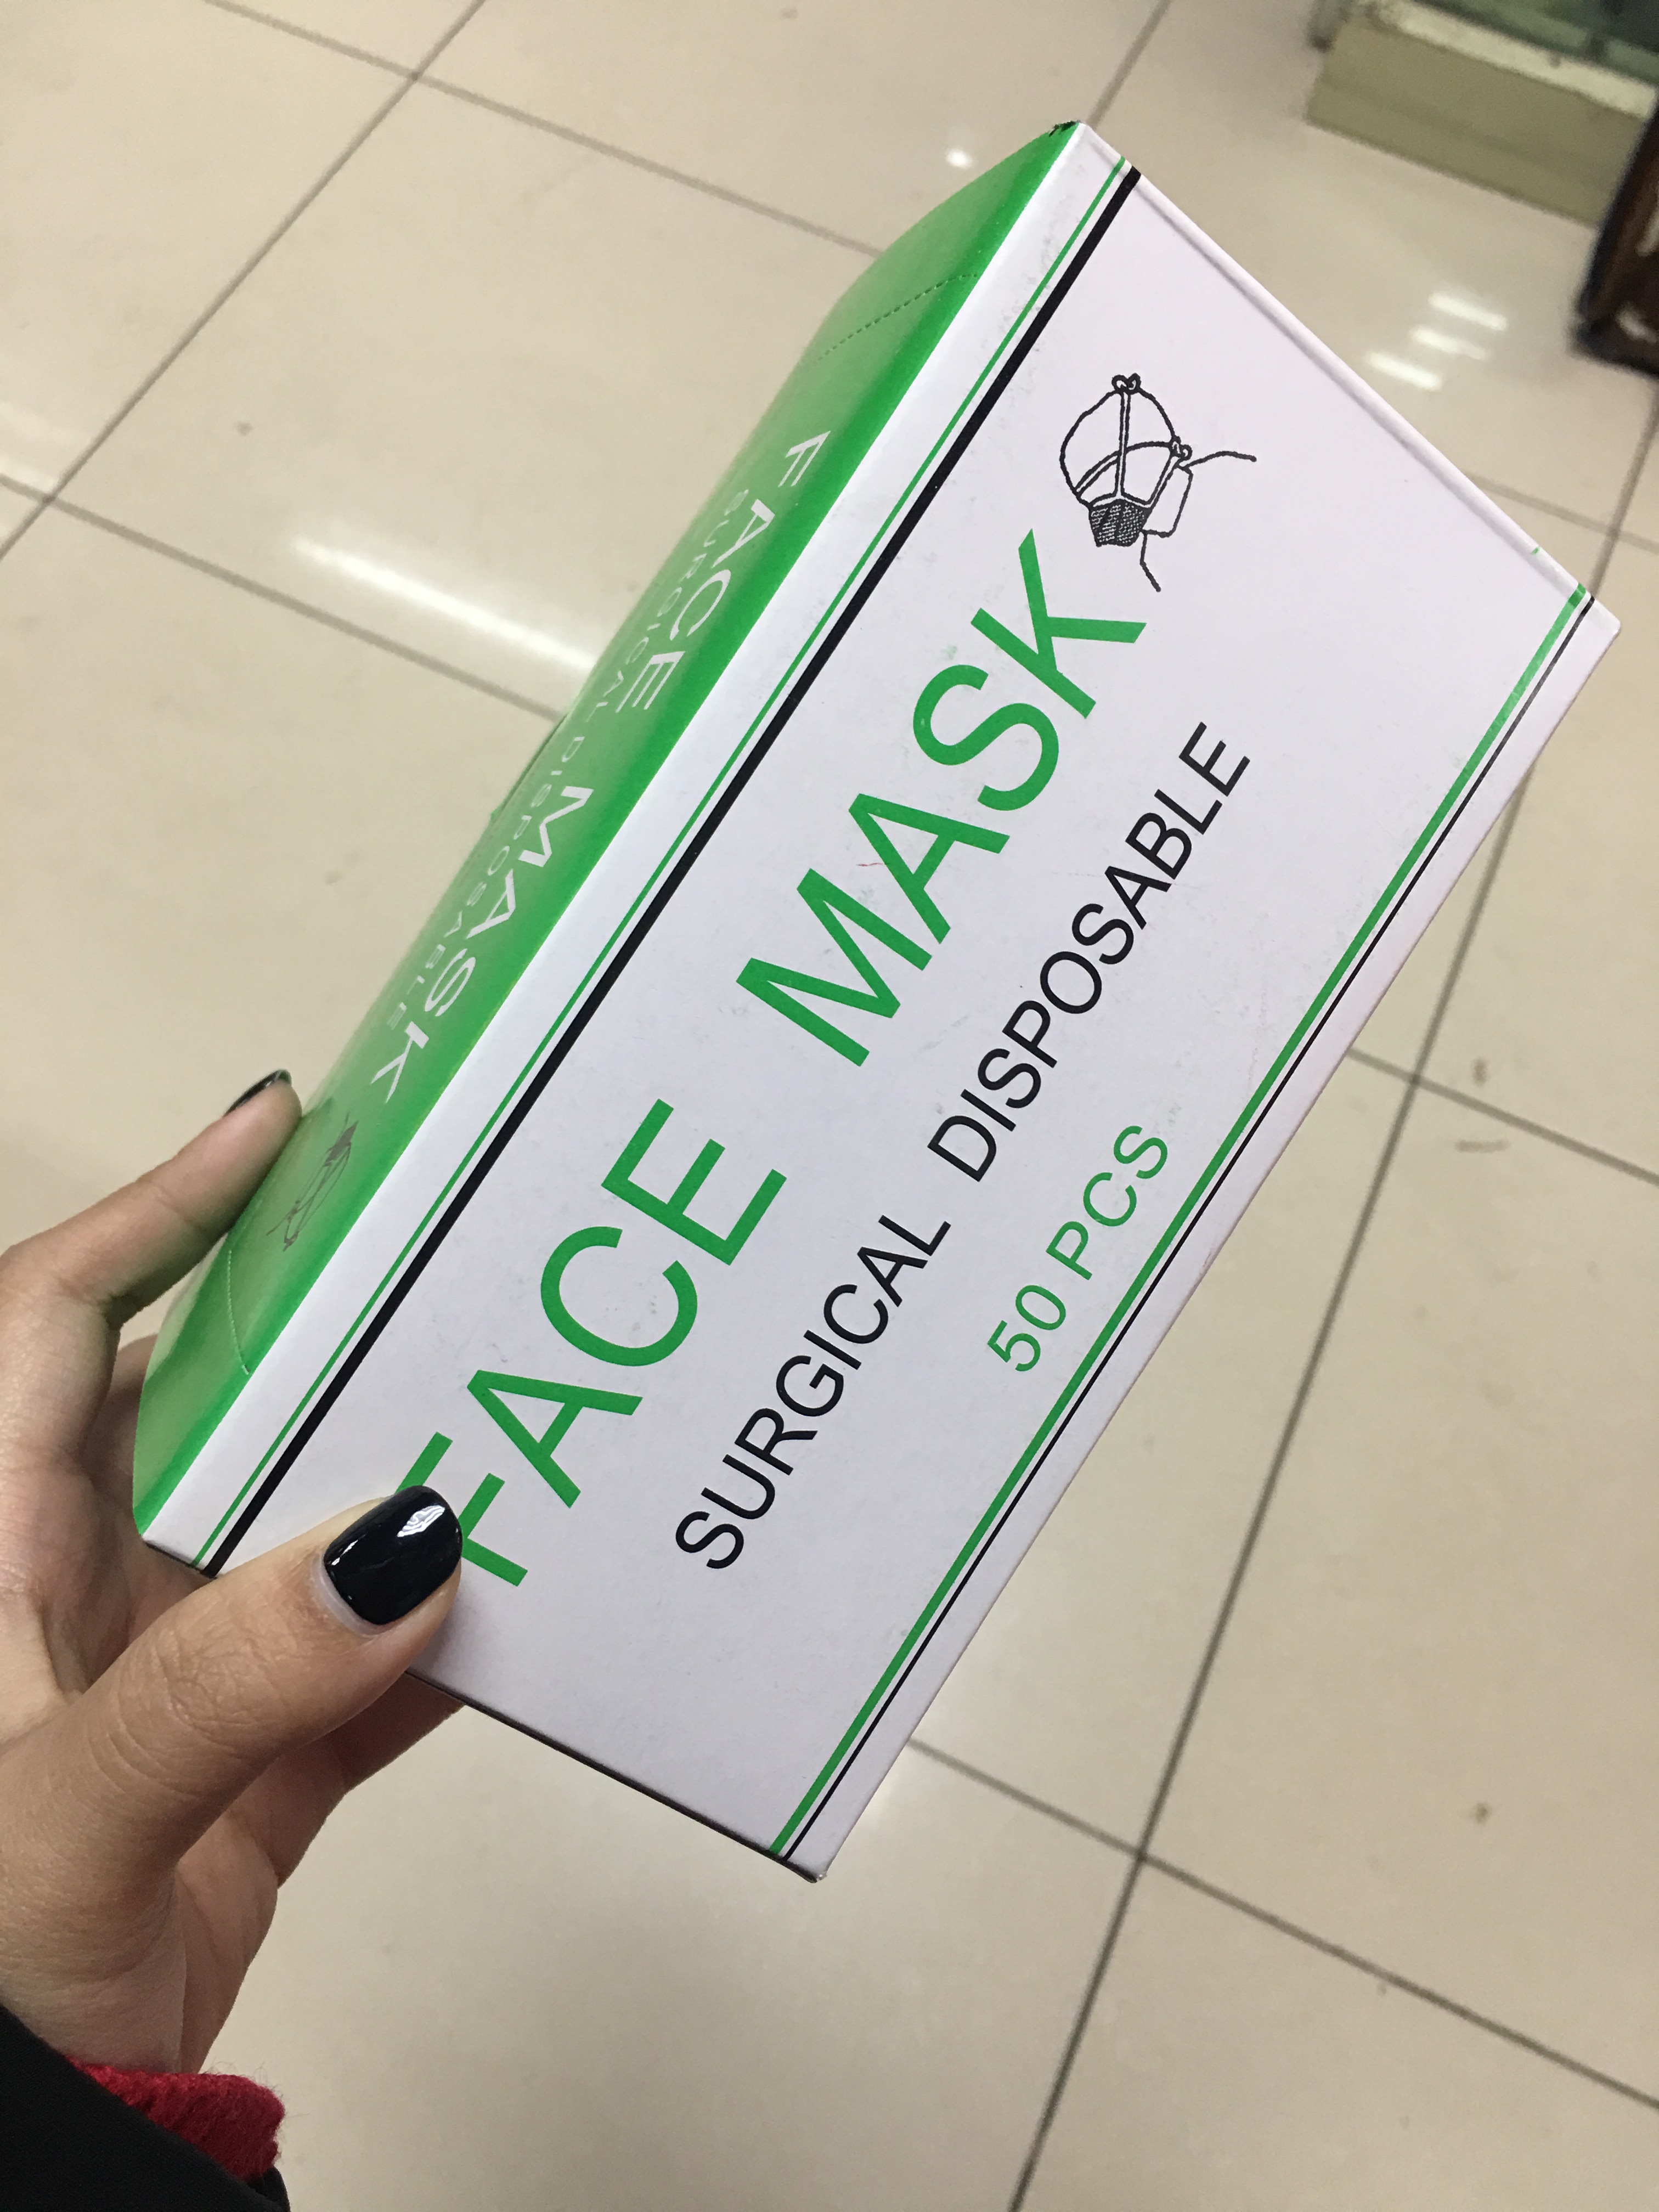 FACE MASK
SURGICAL DISPOSABLE
50 PCS
FACE MASK
SURGICAL DISPOSABLE